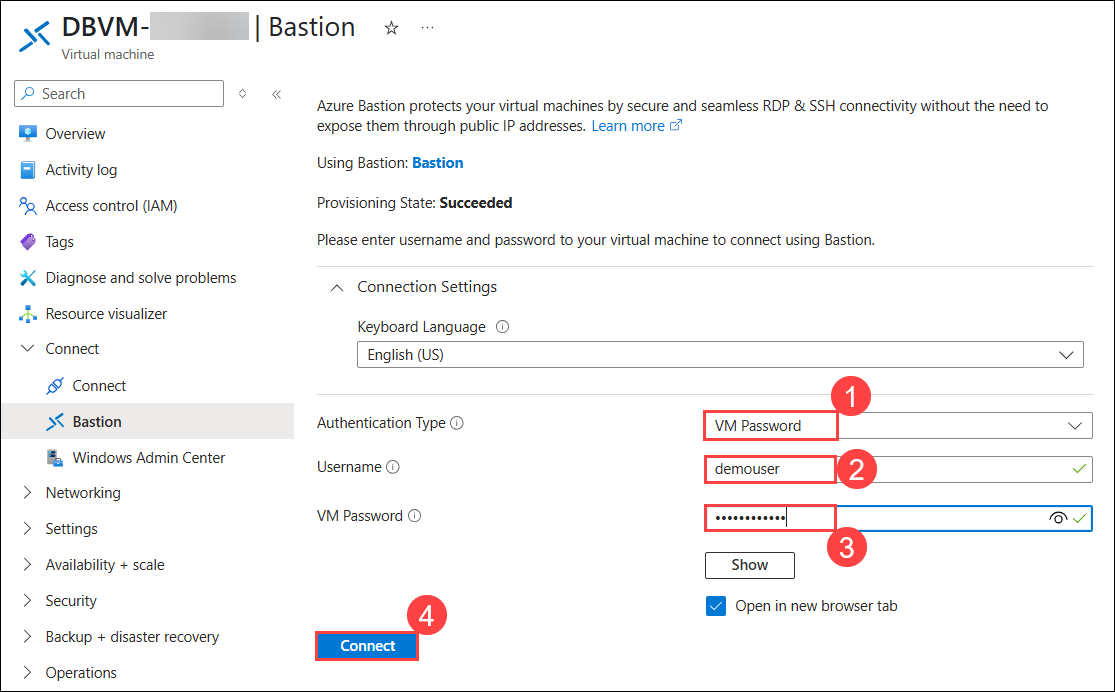 DBVM- | Bastion
Virtual machine
Search
Overview
Activity log
Access control (IAM)
Tags
Diagnose and solve problems
Resource visualizer
Connect
Connect
Bastion
Windows Admin Center
Networking
Settings
Availability + scale
Security
Backup + disaster recovery
Operations
Azure Bastion protects your virtual machines by secure and seamless RDP & SSH connectivity without the need to
expose them through public IP addresses. Learn more
Using Bastion: Bastion
Provisioning State: Succeeded
Please enter username and password to your virtual machine to connect using Bastion.
Connection Settings
Keyboard Language
English (US)
Authentication Type
VM Password
1
Username
demouser
2
VM Password
••••••••••••
3
Show
Open in new browser tab
4
Connect